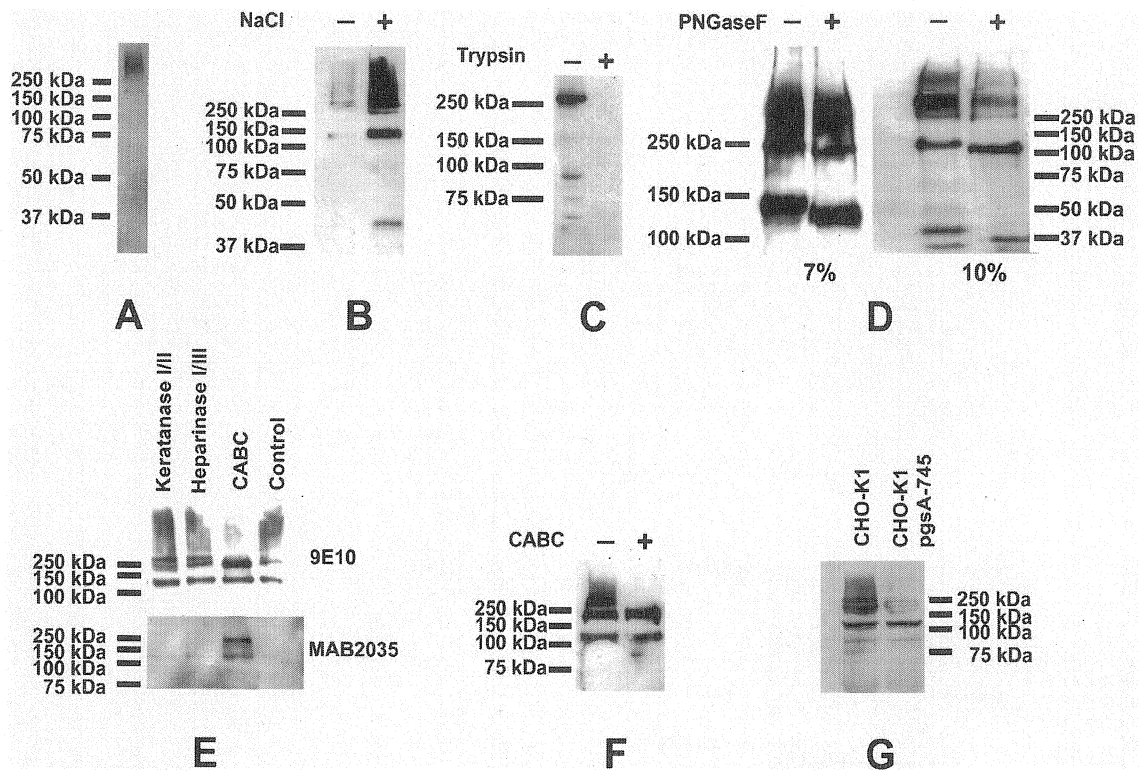 NaCl − +
250 kDa
150 kDa
100 kDa
75 kDa
50 kDa
37 kDa
A
250 kDa
150 kDa
100 kDa
75 kDa
50 kDa
37 kDa
B
Trypsin − +
250 kDa
150 kDa
100 kDa
75 kDa
C
PNGaseF − + − +
250 kDa
150 kDa
100 kDa
7%
250 kDa
150 kDa
100 kDa
75 kDa
50 kDa
37 kDa
10%
D
Keratanase I/II
Heparinase I/III
CABC
Control
250 kDa
150 kDa
100 kDa
9E10
250 kDa
150 kDa
100 kDa
75 kDa
MAB2035
E
CABC − +
250 kDa
150 kDa
100 kDa
75 kDa
F
CHO-K1
CHO-K1
pgsA-745
250 kDa
150 kDa
100 kDa
75 kDa
G